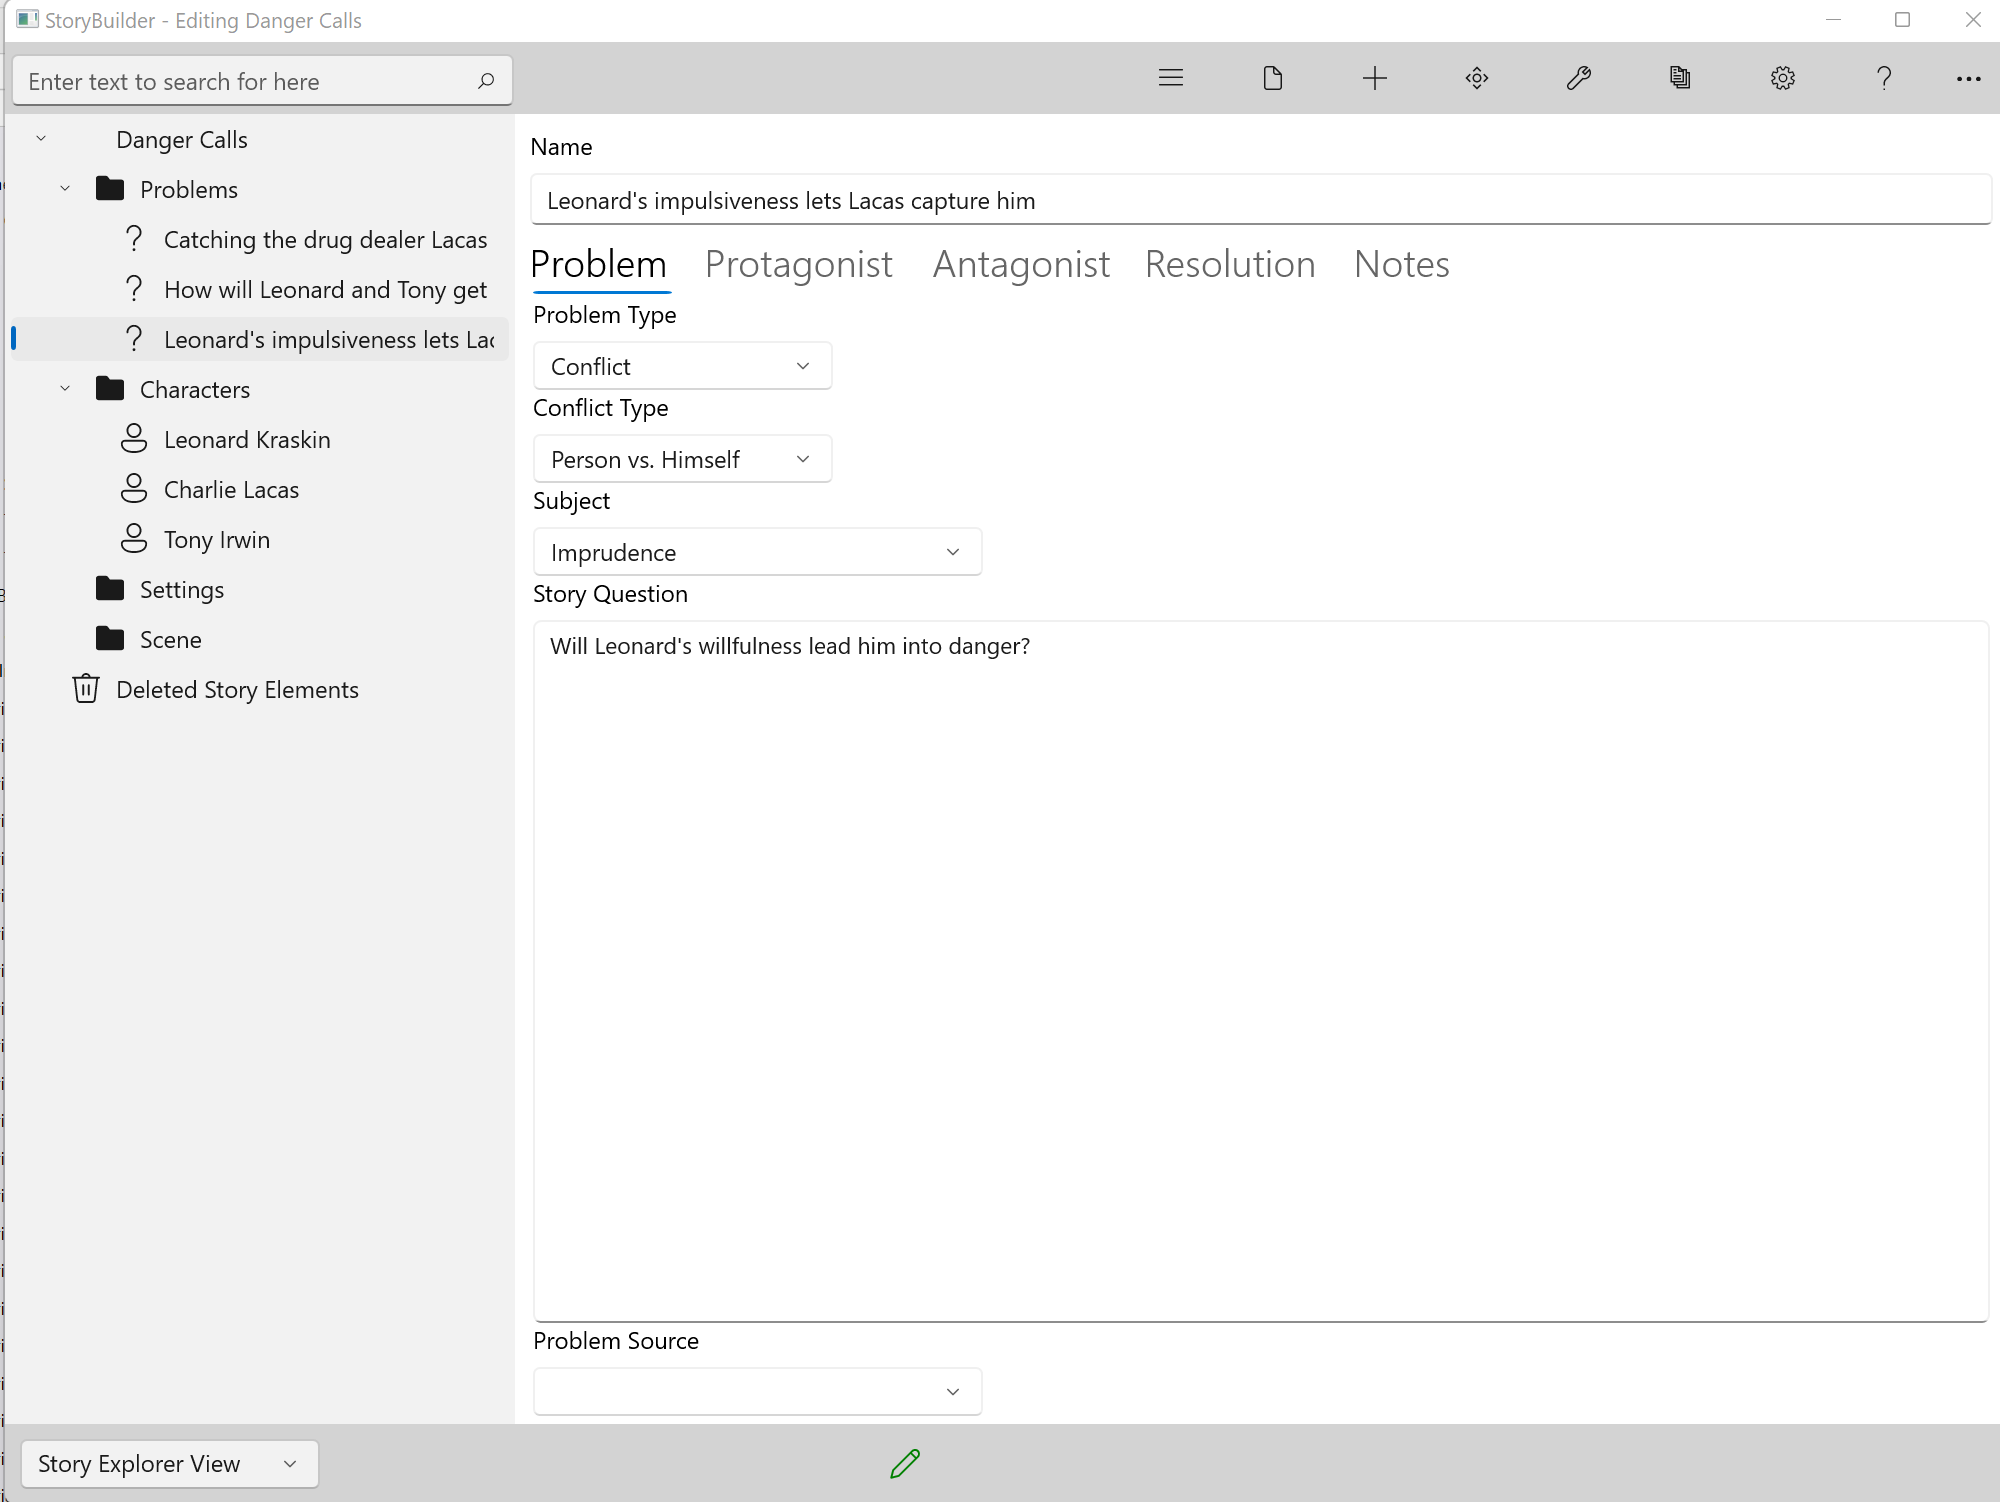 StoryBuilder - Editing Danger Calls
Enter text to search for here
Danger Calls
Problems
Catching the drug dealer Lacas
How will Leonard and Tony get
Leonard's impulsiveness lets Lac
Characters
Leonard Kraskin
Charlie Lacas
Tony Irwin
Settings
Scene
Deleted Story Elements
Name
Leonard's impulsiveness lets Lacas capture him
Problem Protagonist Antagonist Resolution Notes
Problem Type
Conflict
Conflict Type
Person vs. Himself
Subject
Imprudence
Story Question
Will Leonard's willfulness lead him into danger?
Problem Source
Story Explorer View